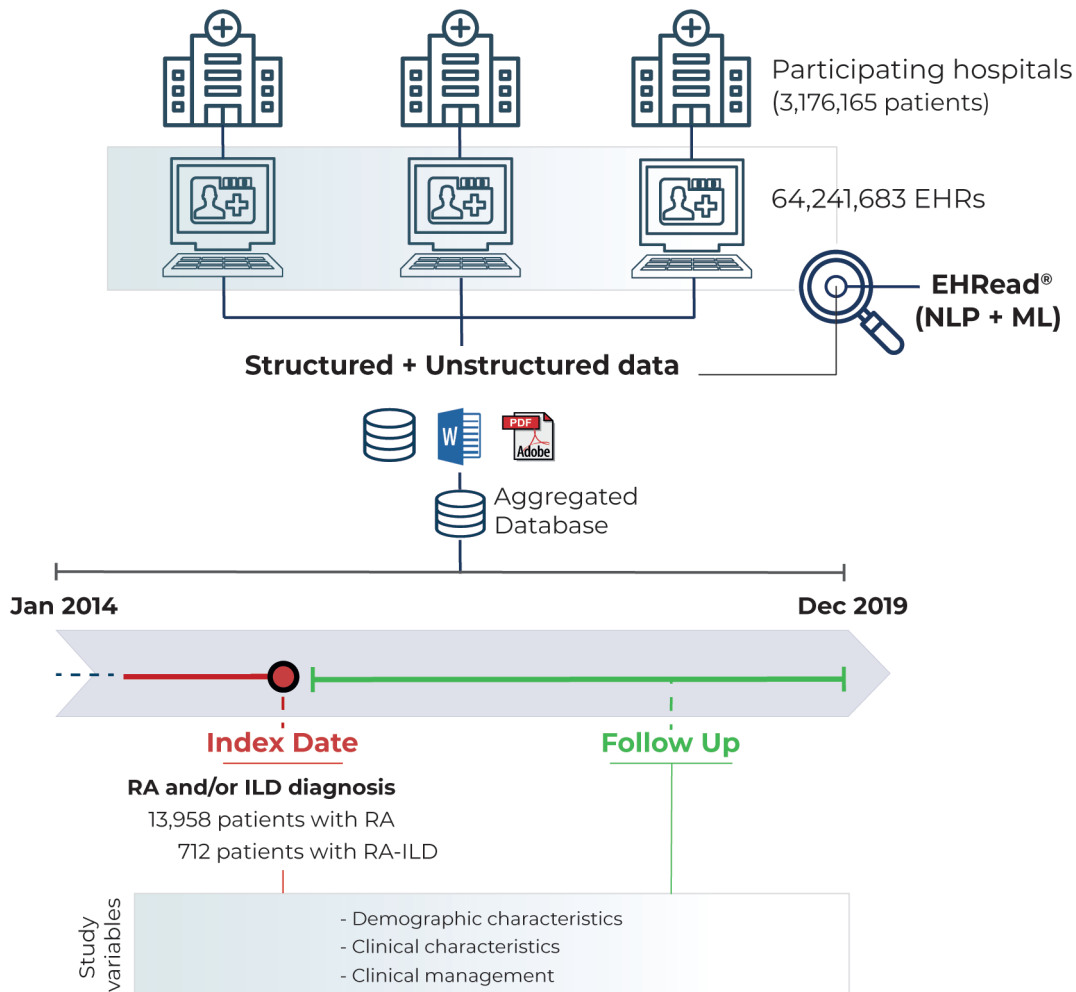 Participating hospitals
(3,176,165 patients)
64,241,683 EHRs
EHRead®
(NLP + ML)
Structured + Unstructured data
W
PDF
Adobe
Aggregated
Database
Jan 2014
Dec 2019
Index Date
Follow Up
RA and/or ILD diagnosis
13,958 patients with RA
712 patients with RA-ILD
Study
variables
- Demographic characteristics
- Clinical characteristics
- Clinical management